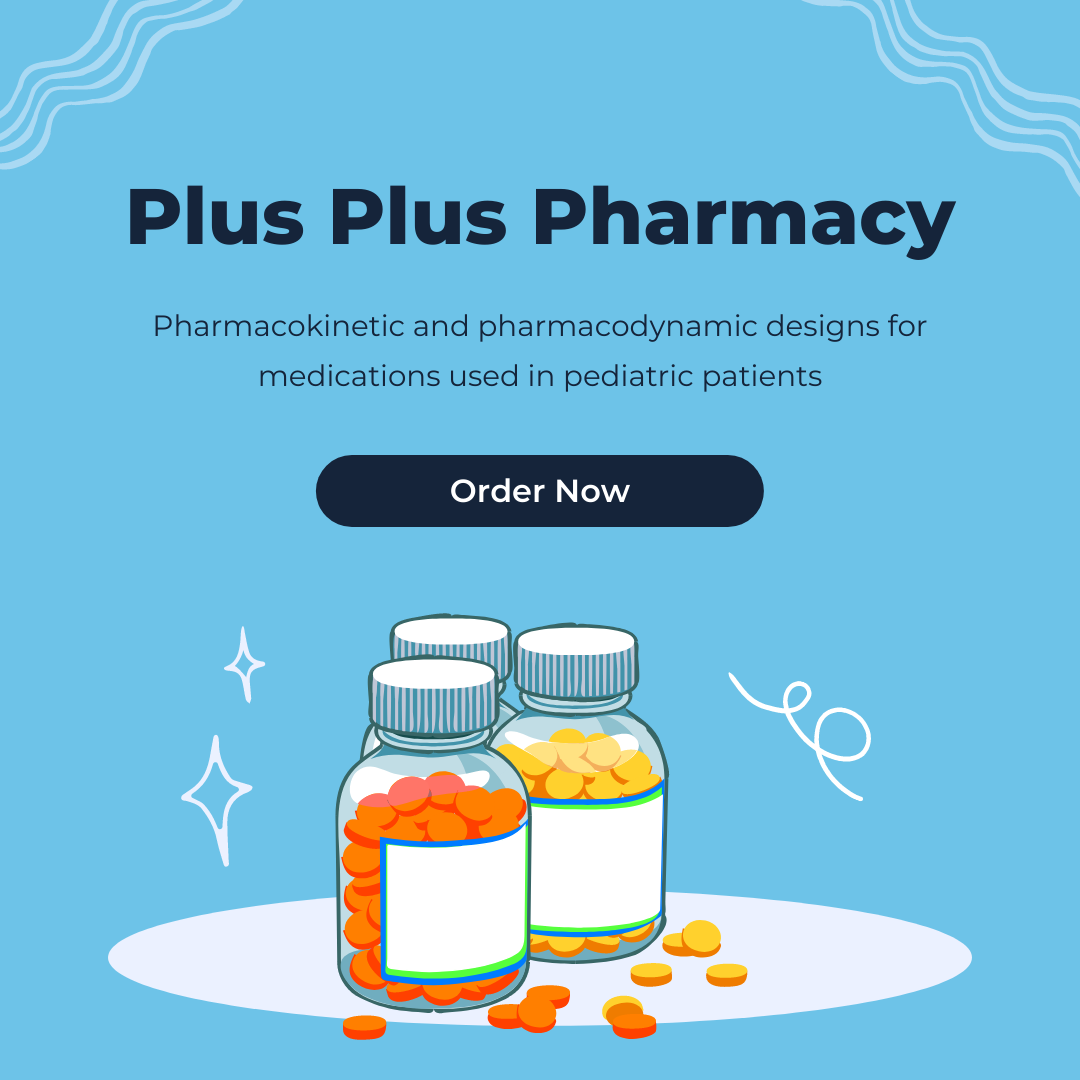 Plus Plus Pharmacy
Pharmacokinetic and pharmacodynamic designs for
medications used in pediatric patients
Order Now